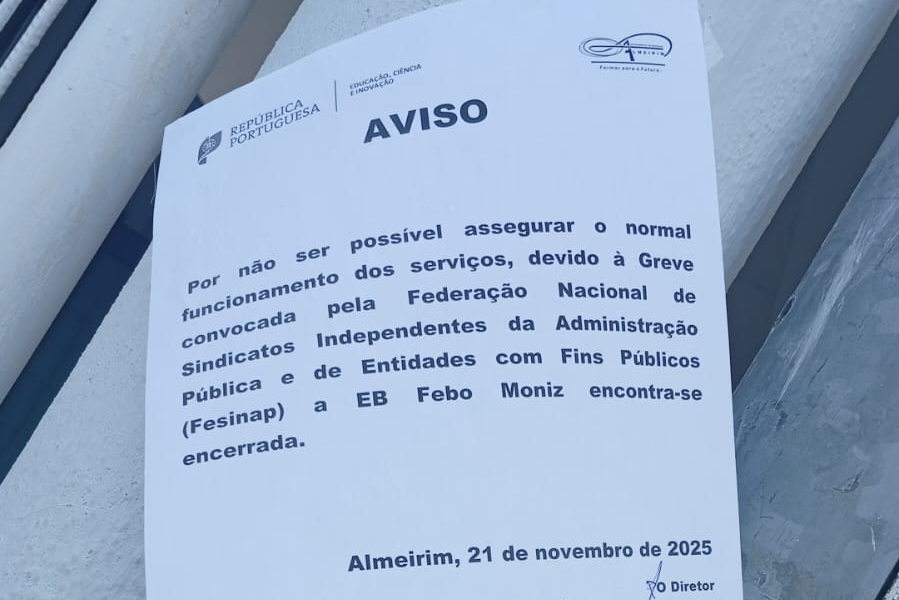 REPÚBLICA
PORTUGUESA
EDUCAÇÃO, CIÊNCIA
E INOVAÇÃO
ALMEIRIM
Formar para o Futuro
AVISO
Por não ser possível assegurar o normal
funcionamento dos serviços, devido à Greve
convocada pela Federação Nacional de
Sindicatos Independentes da Administração
Pública e de Entidades com Fins Públicos
(Fesinap) a EB Febo Moniz encontra-se
encerrada.
Almeirim, 21 de novembro de 2025
O Diretor